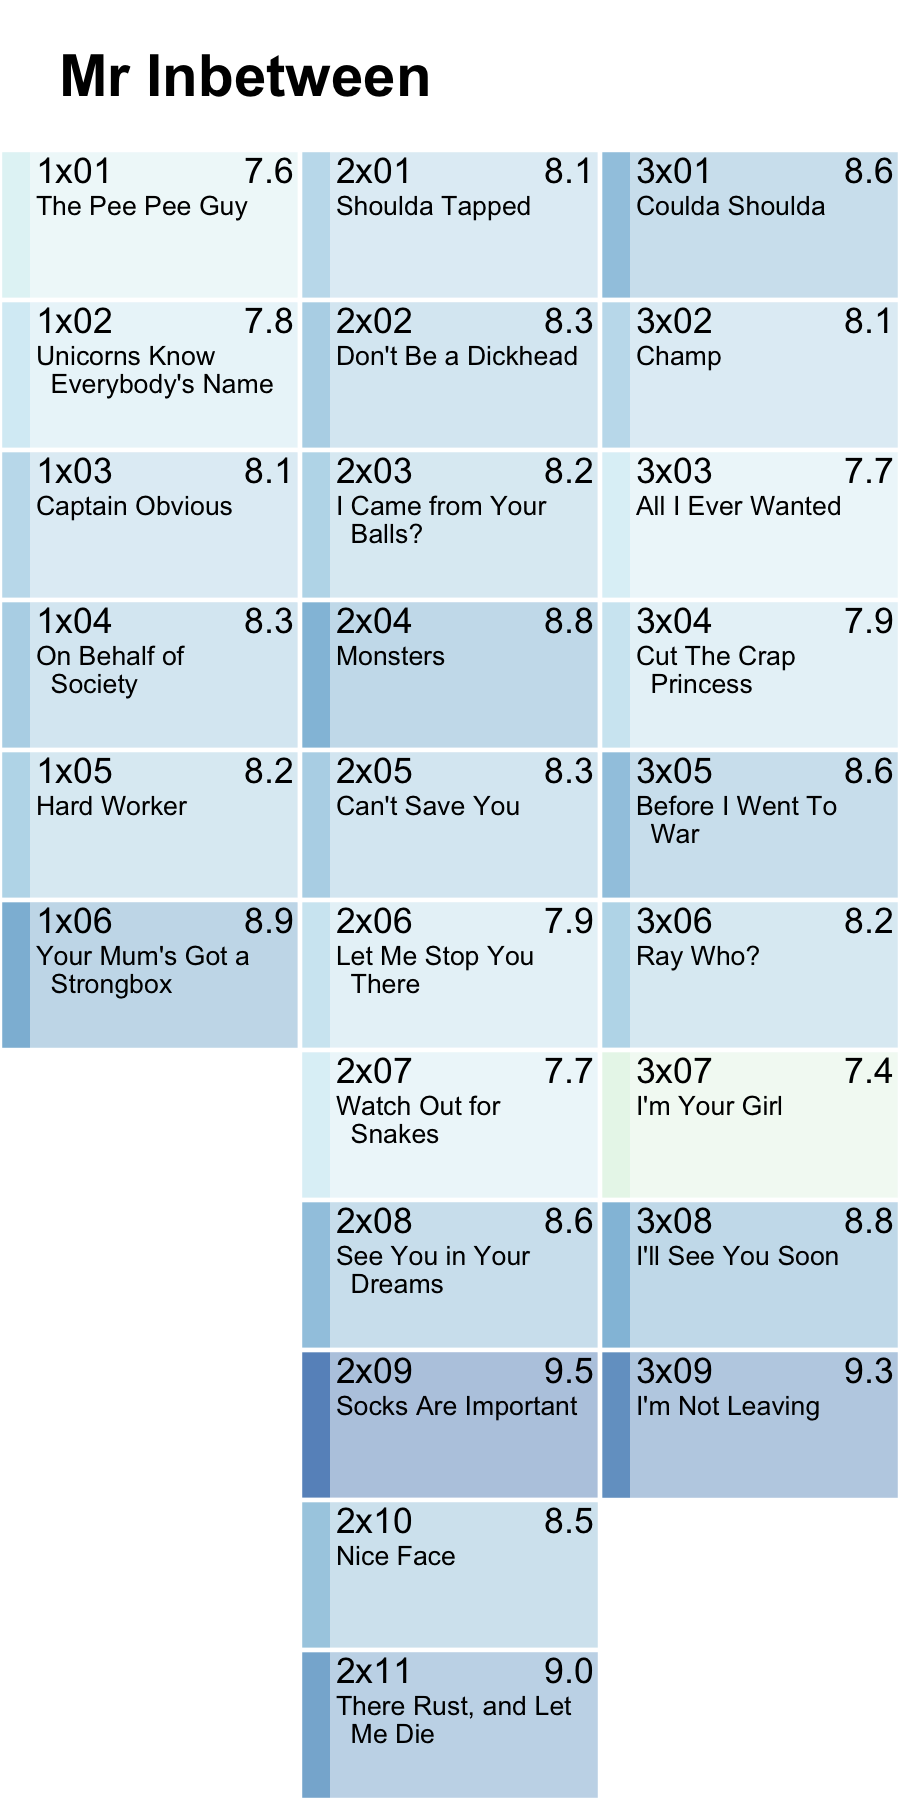 Mr Inbetween
1x01 7.6
The Pee Pee Guy
1x02 7.8
Unicorns Know
Everybody's Name
1x03 8.1
Captain Obvious
1x04 8.3
On Behalf of
Society
1x05 8.2
Hard Worker
1x06 8.9
Your Mum's Got a
Strongbox
2x01 8.1
Shoulda Tapped
2x02 8.3
Don't Be a Dickhead
2x03 8.2
I Came from Your
Balls?
2x04 8.8
Monsters
2x05 8.3
Can't Save You
2x06 7.9
Let Me Stop You
There
2x07 7.7
Watch Out for
Snakes
2x08 8.6
See You in Your
Dreams
2x09 9.5
Socks Are Important
2x10 8.5
Nice Face
2x11 9.0
There Rust, and Let
Me Die
3x01 8.6
Coulda Shoulda
3x02 8.1
Champ
3x03 7.7
All I Ever Wanted
3x04 7.9
Cut The Crap
Princess
3x05 8.6
Before I Went To
War
3x06 8.2
Ray Who?
3x07 7.4
I'm Your Girl
3x08 8.8
I'll See You Soon
3x09 9.3
I'm Not Leaving